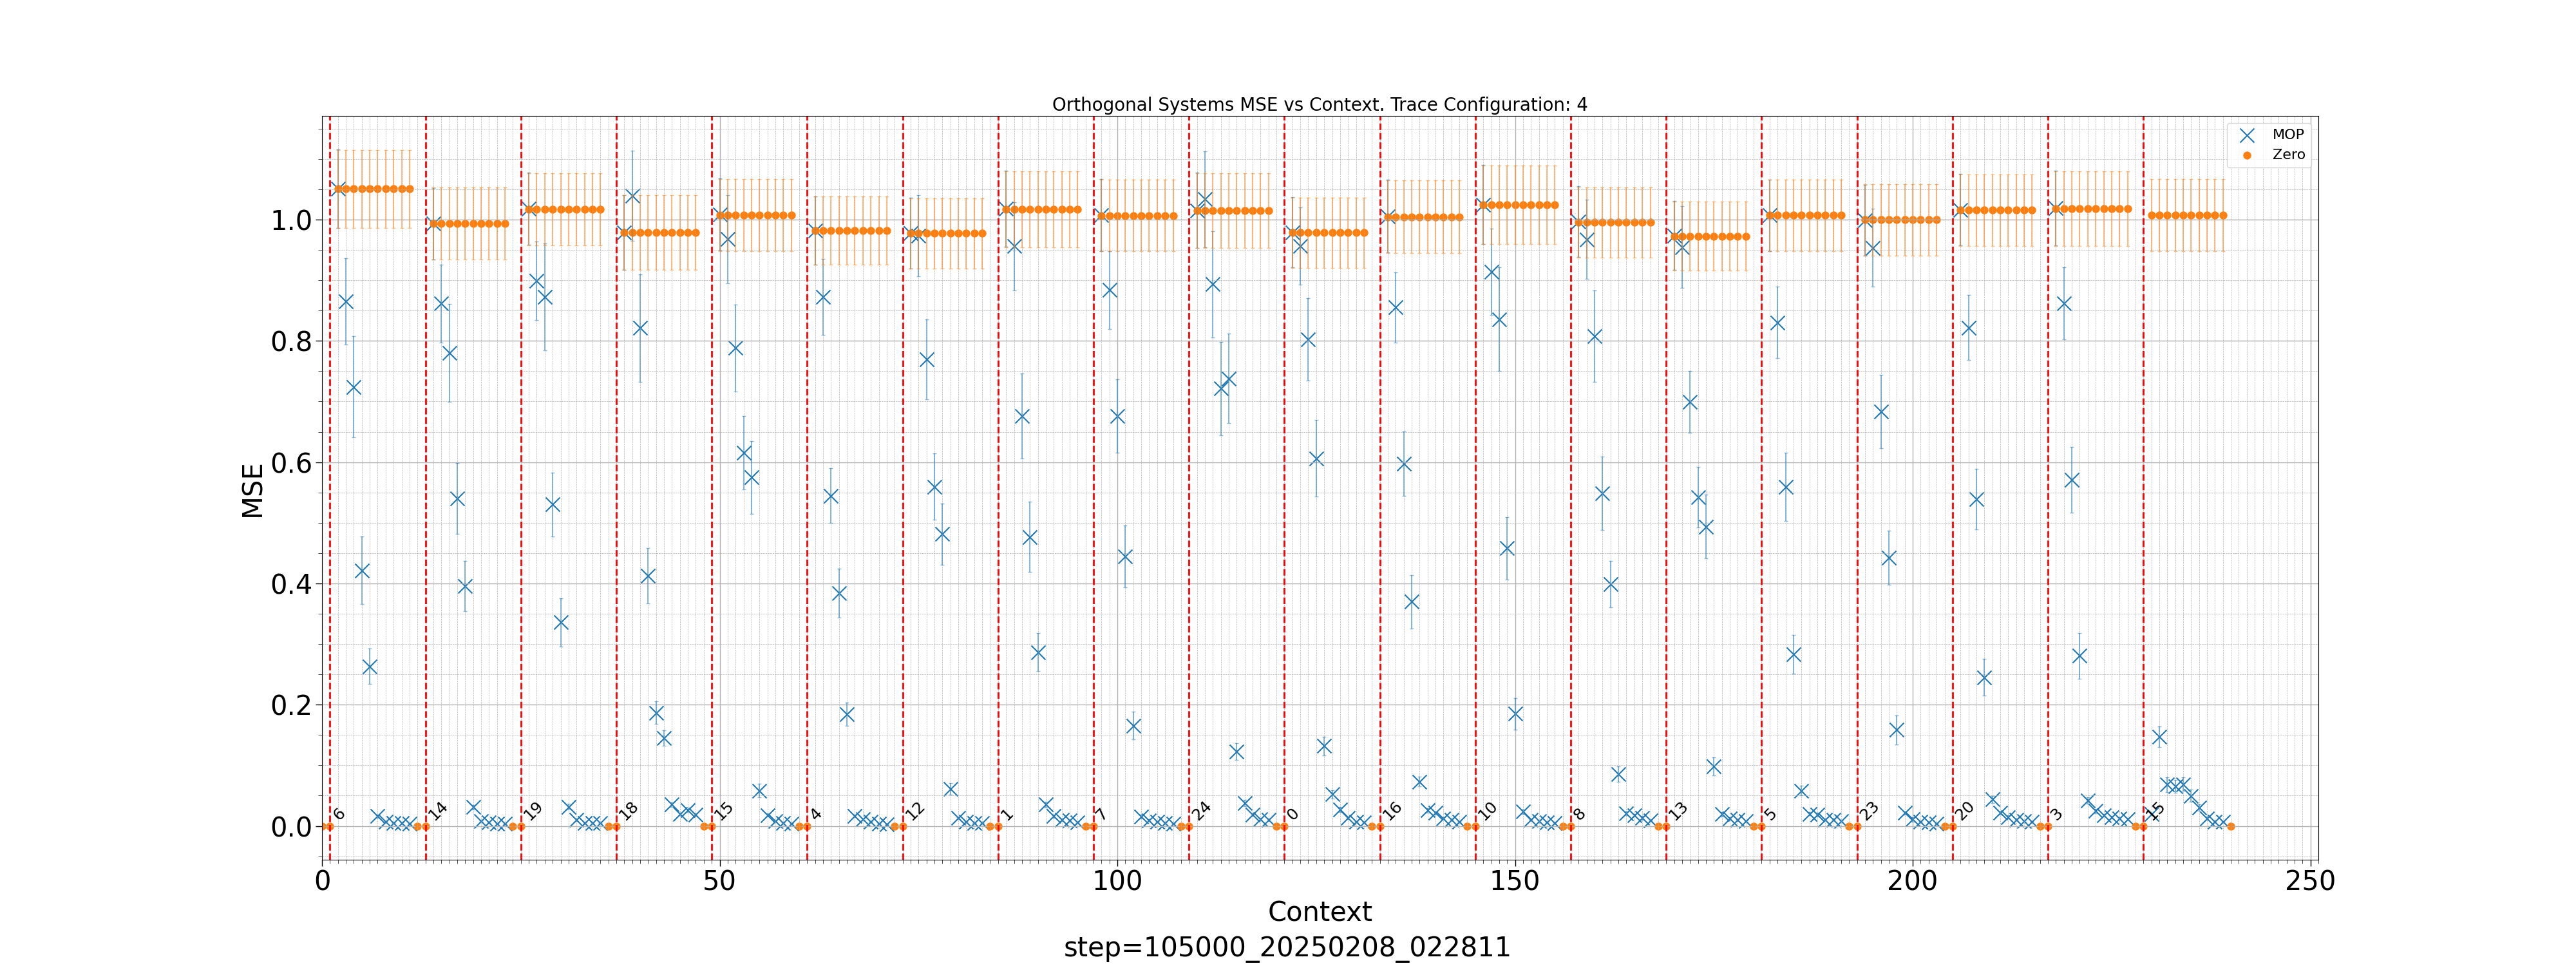 Orthogonal Systems MSE vs Context. Trace Configuration: 4
MOP
Zero
MSE
1.0
0.8
0.6
0.4
0.2
0.0
6 14 19 18 15 4 12 1 7 24 0 16 10 8 13 5 23 20 3 15
0 50 100 150 200 250
Context
step=105000_20250208_022811